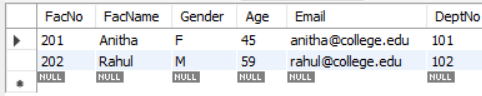 FacNo FacName Gender Age Email DeptNo
201 Anitha F 45 anitha@college.edu 101
202 Rahul M 59 rahul@college.edu 102
NULL NULL NULL NULL NULL NULL